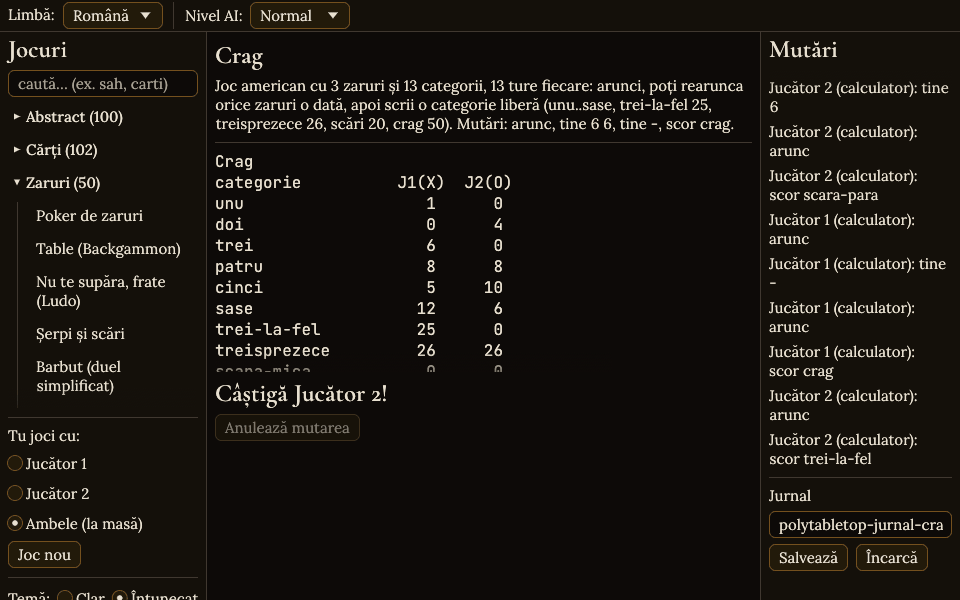 Limbă: Română ▼ Nivel AI: Normal ▼
Jocuri
caută... (ex. sah, carti)
▸ Abstract (100)
▸ Cărți (102)
▾ Zaruri (50)
Poker de zaruri
Table (Backgammon)
Nu te supăra, frate
(Ludo)
Șerpi și scări
Barbut (duel
simplificat)
Tu joci cu:
Jucător 1
Jucător 2
Ambele (la masă)
Joc nou
Temă: Clar Întunecat
Crag
Joc american cu 3 zaruri și 13 categorii, 13 ture fiecare: arunci, poți rearunca
orice zaruri o dată, apoi scrii o categorie liberă (unu..sase, trei-la-fel 25,
treisprezece 26, scări 20, crag 50). Mutări: arunc, tine 6 6, tine -, scor crag.
Crag
categorie J1(X) J2(O)
unu 1 0
doi 0 4
trei 6 0
patru 8 8
cinci 5 10
sase 12 6
trei-la-fel 25 0
treisprezece 26 26
scara-mica 0 0
Câștigă Jucător 2!
Anulează mutarea
Mutări
Jucător 2 (calculator): tine
6
Jucător 2 (calculator):
arunc
Jucător 2 (calculator):
scor scara-para
Jucător 1 (calculator):
arunc
Jucător 1 (calculator): tine
-
Jucător 1 (calculator):
arunc
Jucător 1 (calculator):
scor crag
Jucător 2 (calculator):
arunc
Jucător 2 (calculator):
scor trei-la-fel
Jurnal
polytabletop-jurnal-cra
Salvează Încarcă